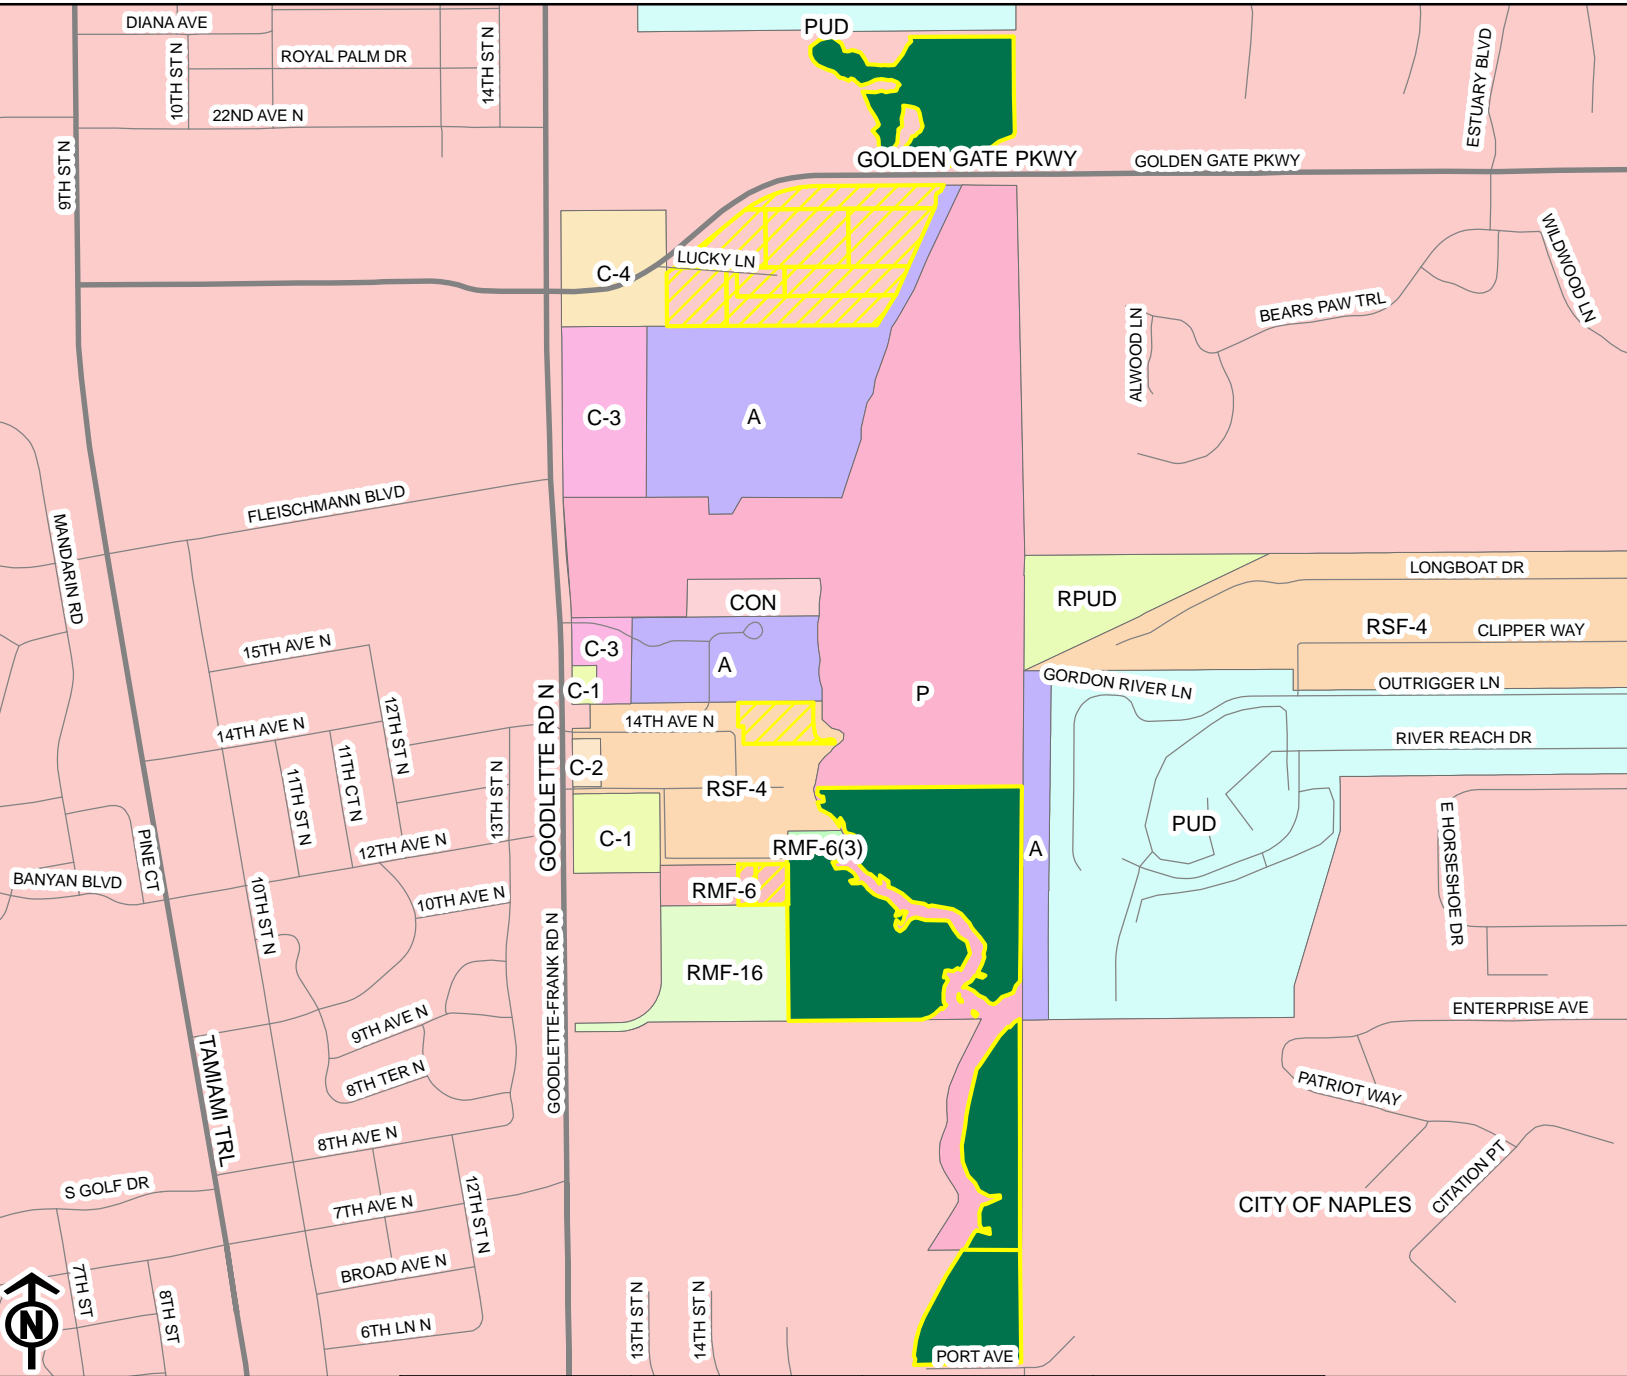 DIANA AVE
PUD
10TH ST N
ROYAL PALM DR
14TH ST N
ESTUARY BLVD
22ND AVE N
9TH ST N
GOLDEN GATE PKWY
GOLDEN GATE PKWY
WILDWOOD LN
LUCKY LN
C-4
BEARS PAW TRL
ALWOOD LN
C-3
A
FLEISCHMANN BLVD
MANDARIN RD
LONGBOAT DR
RPUD
CON
RSF-4
CLIPPER WAY
15TH AVE N
C-3
A
GORDON RIVER LN
OUTRIGGER LN
C-1
P
14TH AVE N
12TH ST N
14TH AVE N
RIVER REACH DR
GOODLETTE RD N
C-2
11TH CT N
11TH ST N
13TH ST N
RSF-4
PUD
E HORSESHOE DR
C-1
RMF-6(3)
A
12TH AVE N
PINE CT
BANYAN BLVD
RMF-6
10TH AVE N
10TH ST N
RMF-16
GOODLETTE-FRANK RD N
ENTERPRISE AVE
9TH AVE N
8TH TER N
PATRIOT WAY
TAMIAMI TRL
8TH AVE N
S GOLF DR
CITATION PT
7TH AVE N
12TH ST N
CITY OF NAPLES
BROAD AVE N
7TH ST
8TH ST
N
6TH LN N
13TH ST N
14TH ST N
PORT AVE